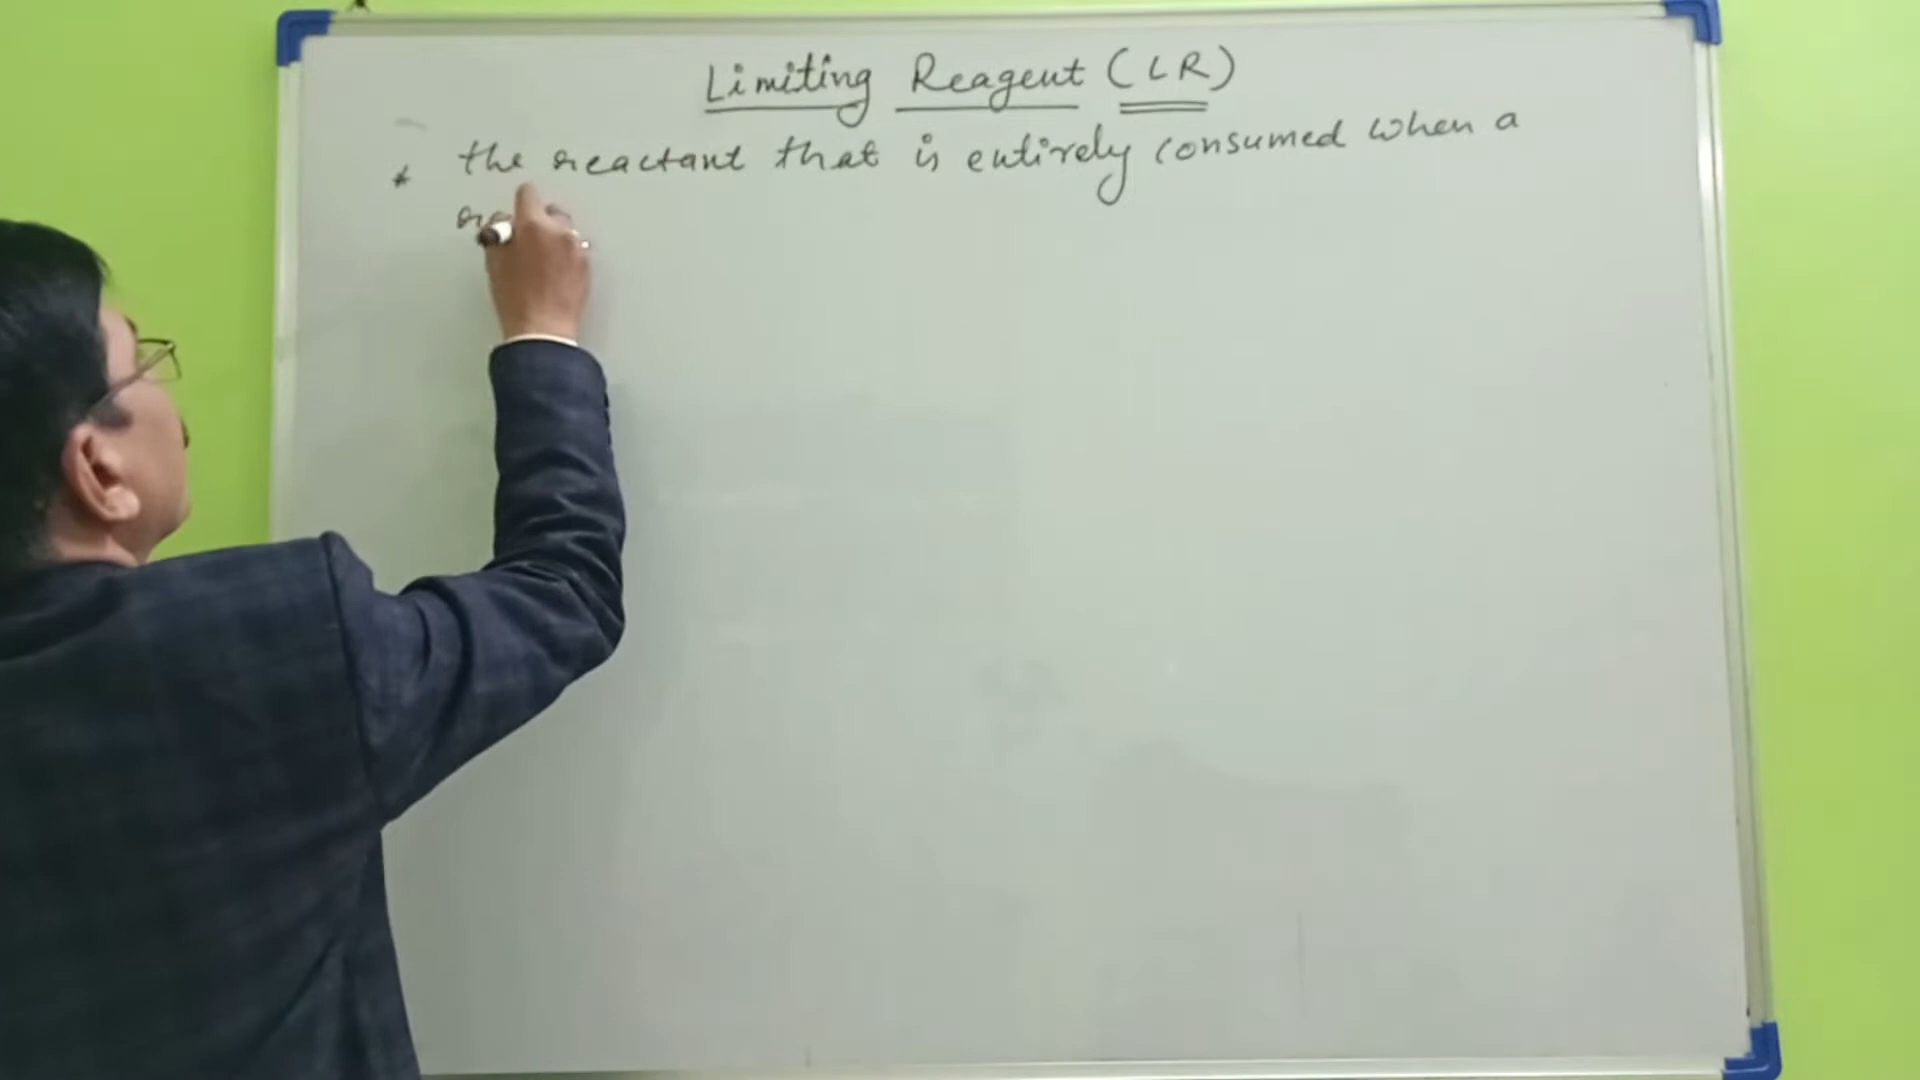 Limiting Reagent (LR)
* the reactant that is entirely consumed when a